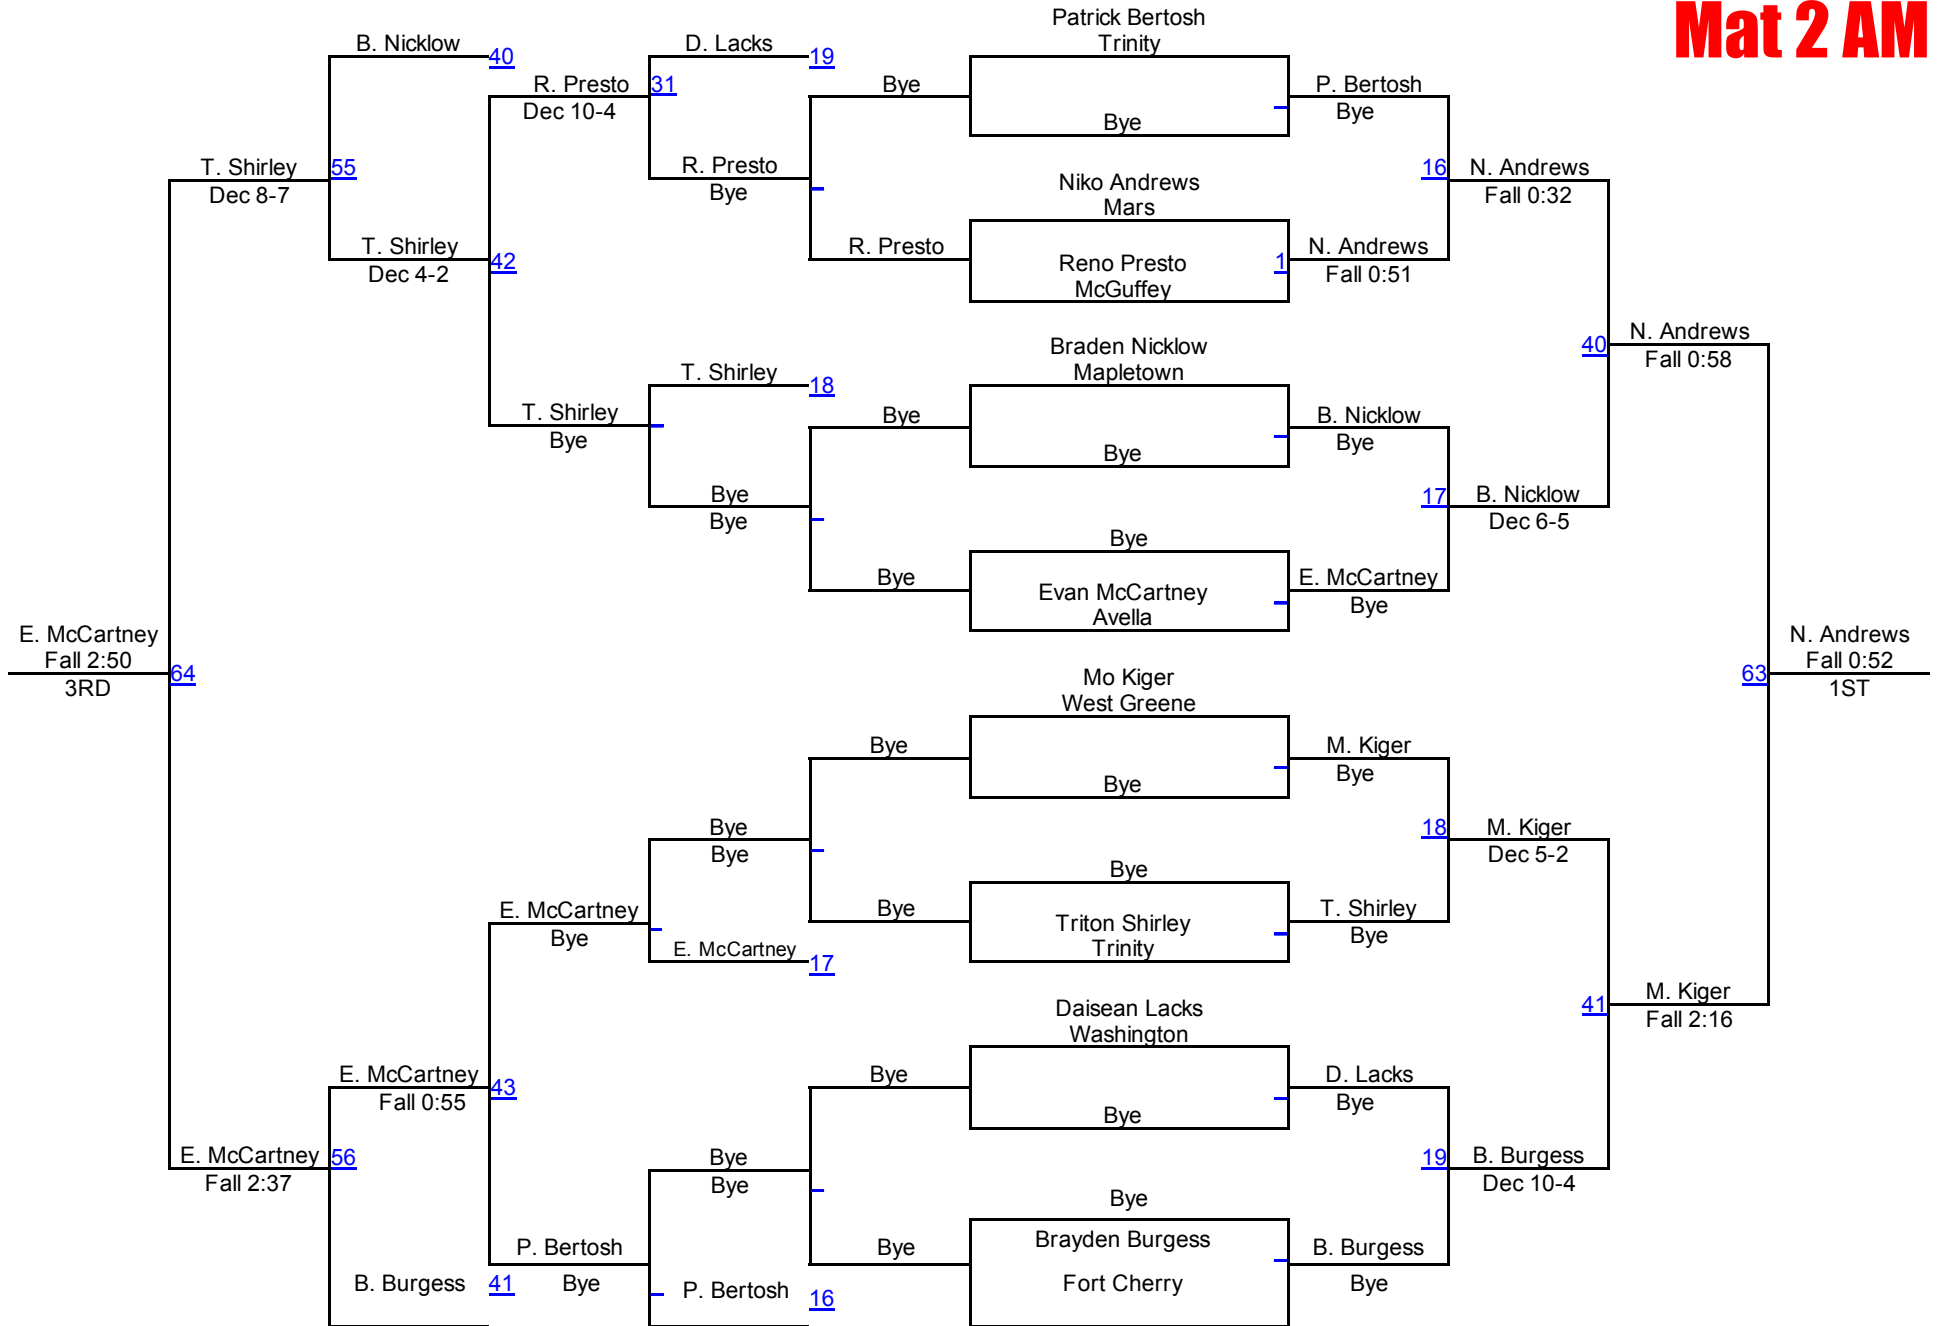 Mat 2 AM
Patrick Bertosh
Trinity
B. Nicklow
40
D. Lacks
19
R. Presto
31
Dec 10-4
Bye
Bye
P. Bertosh
Bye
T. Shirley
55
Dec 8-7
R. Presto
Bye
Niko Andrews
Mars
16
N. Andrews
Fall 0:32
T. Shirley
42
Dec 4-2
R. Presto
Reno Presto
McGuffey
1
N. Andrews
Fall 0:51
Braden Nicklow
Mapletown
40
N. Andrews
Fall 0:58
T. Shirley
18
T. Shirley
Bye
Bye
Bye
B. Nicklow
Bye
Bye
Bye
17
B. Nicklow
Dec 6-5
Bye
Bye
Evan McCartney
Avella
E. McCartney
Bye
E. McCartney
Fall 2:50
64
3RD
N. Andrews
Fall 0:52
63
1ST
Mo Kiger
West Greene
Bye
Bye
M. Kiger
Bye
Bye
Bye
18
M. Kiger
Dec 5-2
E. McCartney
Bye
E. McCartney
17
Bye
Bye
Triton Shirley
Trinity
T. Shirley
Bye
Daisean Lacks
Washington
41
M. Kiger
Fall 2:16
E. McCartney
43
Fall 0:55
Bye
Bye
D. Lacks
Bye
E. McCartney
56
Fall 2:37
Bye
Bye
19
B. Burgess
Dec 10-4
Bye
P. Bertosh
Bye
Bye
Brayden Burgess
Fort Cherry
B. Burgess
Bye
B. Burgess
41
P. Bertosh
16